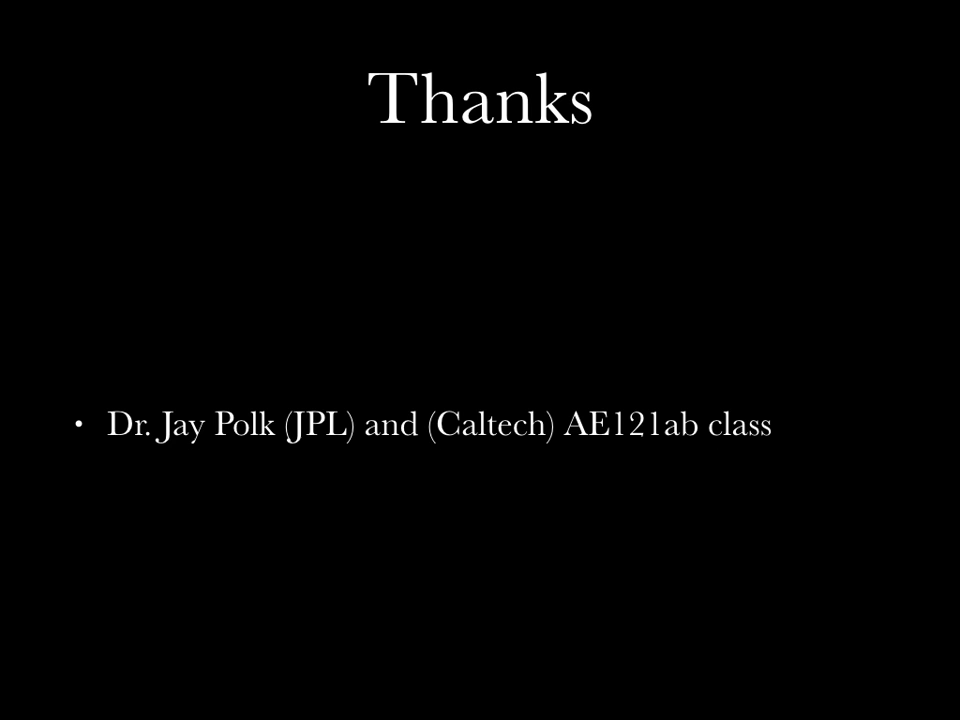 Thanks
• Dr. Jay Polk (JPL) and (Caltech) AE121ab class